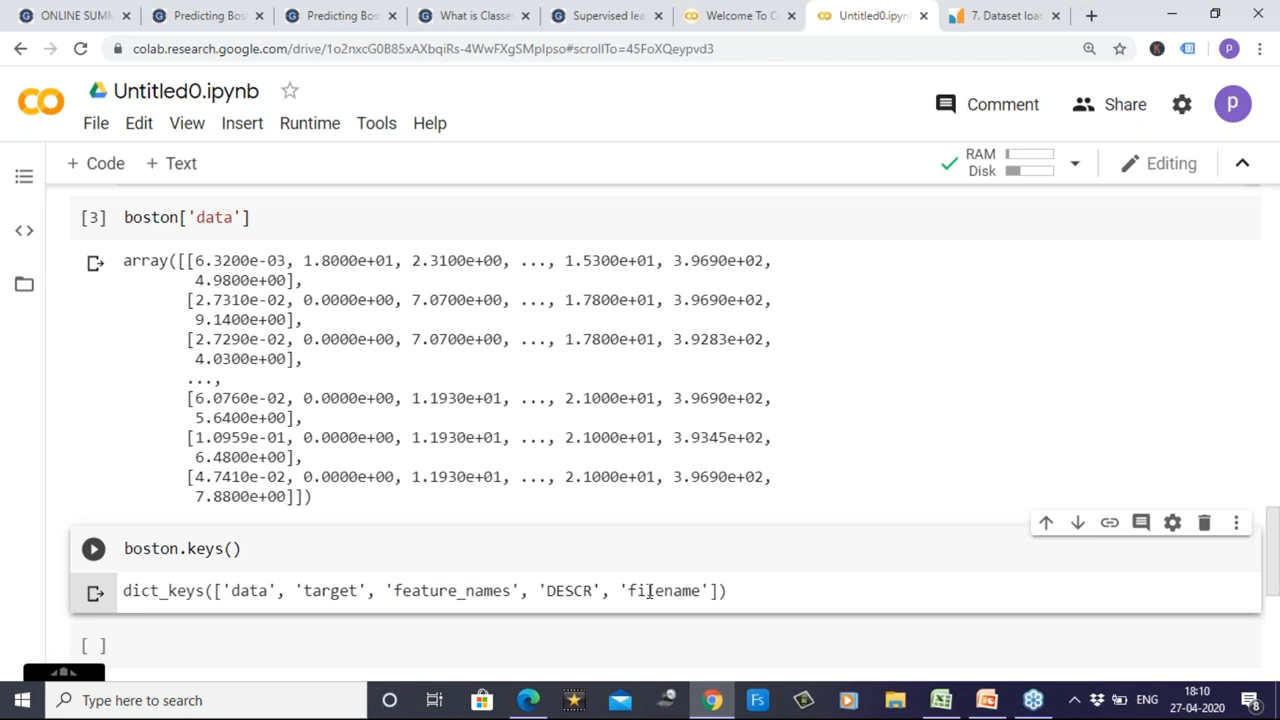 ONLINE SUMM
Predicting Bos
Predicting Bos
What is Classe
Supervised lea
Welcome To C
Untitled0.ipynb
7. Dataset loa
colab.research.google.com/drive/1o2nxcG0B85xAXbqiRs-4WwFXgSMpIpso#scrollTo=45FoXQeypvd3
Untitled0.ipynb
Comment
Share
p
File Edit View Insert Runtime Tools Help
+ Code + Text
RAM
Disk
Editing
[3] boston['data']
array([[6.3200e-03, 1.8000e+01, 2.3100e+00, ..., 1.5300e+01, 3.9690e+02,
4.9800e+00],
[2.7310e-02, 0.0000e+00, 7.0700e+00, ..., 1.7800e+01, 3.9690e+02,
9.1400e+00],
[2.7290e-02, 0.0000e+00, 7.0700e+00, ..., 1.7800e+01, 3.9283e+02,
4.0300e+00],
...,
[6.0760e-02, 0.0000e+00, 1.1930e+01, ..., 2.1000e+01, 3.9690e+02,
5.6400e+00],
[1.0959e-01, 0.0000e+00, 1.1930e+01, ..., 2.1000e+01, 3.9345e+02,
6.4800e+00],
[4.7410e-02, 0.0000e+00, 1.1930e+01, ..., 2.1000e+01, 3.9690e+02,
7.8800e+00]])
boston.keys()
dict_keys(['data', 'target', 'feature_names', 'DESCR', 'filename'])
[ ]
Type here to search
Fs
ENG
18:10
27-04-2020
8